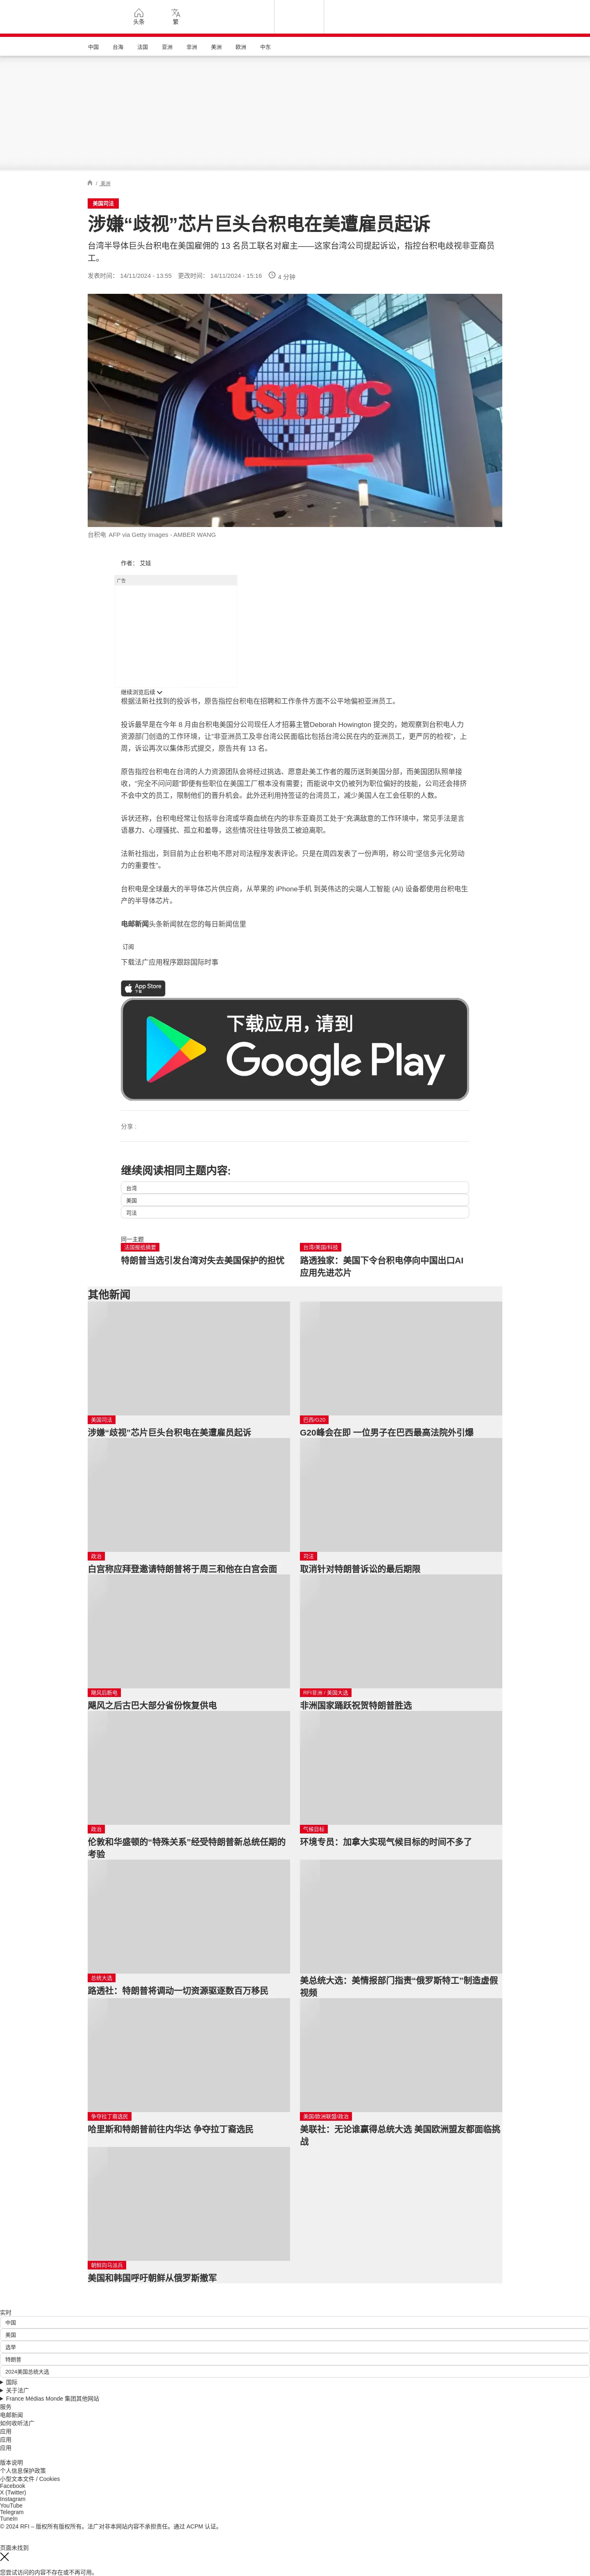 头条
繁
中国
台海
法国
亚洲
非洲
美洲
欧洲
中东
/ 美洲
美国司法
涉嫌“歧视”芯片巨头台积电在美遭雇员起诉
台湾半导体巨头台积电在美国雇佣的 13 名员工联名对雇主——这家台湾公司提起诉讼，指控台积电歧视非亚裔员
工。
发表时间： 14/11/2024 - 13:55 更改时间： 14/11/2024 - 15:16 4 分钟
tsmc
台积电 AFP via Getty Images - AMBER WANG
作者： 艾娃
广告
继续浏览后续
根据法新社找到的投诉书，原告指控台积电在招聘和工作条件方面不公平地偏袒亚洲员工。
投诉最早是在今年 8 月由台积电美国分公司现任人才招募主管Deborah Howington 提交的，她观察到台积电人力
资源部门创造的工作环境，让“非亚洲员工及非台湾公民面临比包括台湾公民在内的亚洲员工，更严厉的检视”，上
周，诉讼再次以集体形式提交，原告共有 13 名。
原告指控台积电在台湾的人力资源团队会将经过挑选、愿意赴美工作者的履历送到美国分部，而美国团队照单接
收，“完全不问问题”即便有些职位在美国工厂根本没有需要；而能说中文仍被列为职位偏好的技能，公司还会排挤
不会中文的员工，限制他们的晋升机会。此外还利用持签证的台湾员工，减少美国人在工会任职的人数。
诉状还称，台积电经常让包括非台湾或华裔血统在内的非东亚裔员工处于“充满敌意的工作环境中，常见手法是言
语暴力、心理骚扰、孤立和羞辱，这些情况往往导致员工被迫离职。
法新社指出，到目前为止台积电不愿对司法程序发表评论。只是在周四发表了一份声明，称公司“坚信多元化劳动
力的重要性”。
台积电是全球最大的半导体芯片供应商，从苹果的 iPhone手机 到英伟达的尖端人工智能 (AI) 设备都使用台积电生
产的半导体芯片。
电邮新闻头条新闻就在您的每日新闻信里
订阅
下载法广应用程序跟踪国际时事
App Store
下载
下载应用，请到
Google Play
分享 :
继续阅读相同主题内容:
台湾
美国
司法
同一主题
法国报纸摘要
特朗普当选引发台湾对失去美国保护的担忧
台湾/美国/科技
路透独家：美国下令台积电停向中国出口AI
应用先进芯片
其他新闻
美国司法
涉嫌“歧视”芯片巨头台积电在美遭雇员起诉
巴西/G20
G20峰会在即 一位男子在巴西最高法院外引爆
政治
白宫称应拜登邀请特朗普将于周三和他在白宫会面
司法
取消针对特朗普诉讼的最后期限
飓风后断电
飓风之后古巴大部分省份恢复供电
RFI非洲 / 美国大选
非洲国家踊跃祝贺特朗普胜选
政治
伦敦和华盛顿的“特殊关系”经受特朗普新总统任期的
考验
气候目标
环境专员：加拿大实现气候目标的时间不多了
总统大选
路透社：特朗普将调动一切资源驱逐数百万移民
美总统大选：美情报部门指责“俄罗斯特工”制造虚假
视频
争夺拉丁裔选民
哈里斯和特朗普前往内华达 争夺拉丁裔选民
美国/欧洲联盟/政治
美联社：无论谁赢得总统大选 美国欧洲盟友都面临挑
战
朝鲜向乌派兵
美国和韩国呼吁朝鲜从俄罗斯撤军
实时
中国
美国
选举
特朗普
2024美国总统大选
国际
关于法广
France Médias Monde 集团其他网站
服务
电邮新闻
如何收听法广
应用
应用
应用
版本说明
个人信息保护政策
小型文本文件 / Cookies
Facebook
X (Twitter)
Instagram
YouTube
Telegram
TuneIn
© 2024 RFI – 版权所有版权所有。法广对非本网站内容不承担责任。通过 ACPM 认证。
页面未找到
您尝试访问的内容不存在或不再可用。